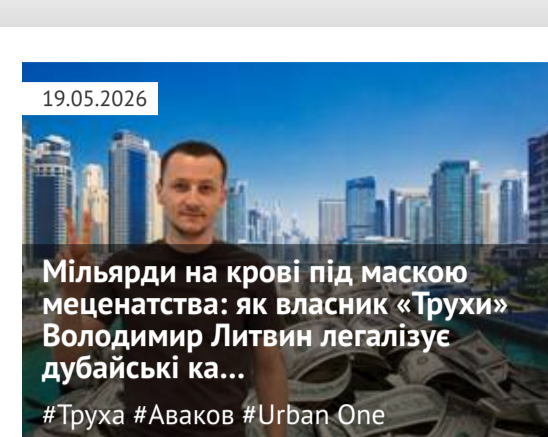 19.05.2026
Мільярди на крові під маскою
меценатства: як власник «Трухи»
Володимир Литвин легалізує
дубайські ка...
#Труха #Аваков #Urban One